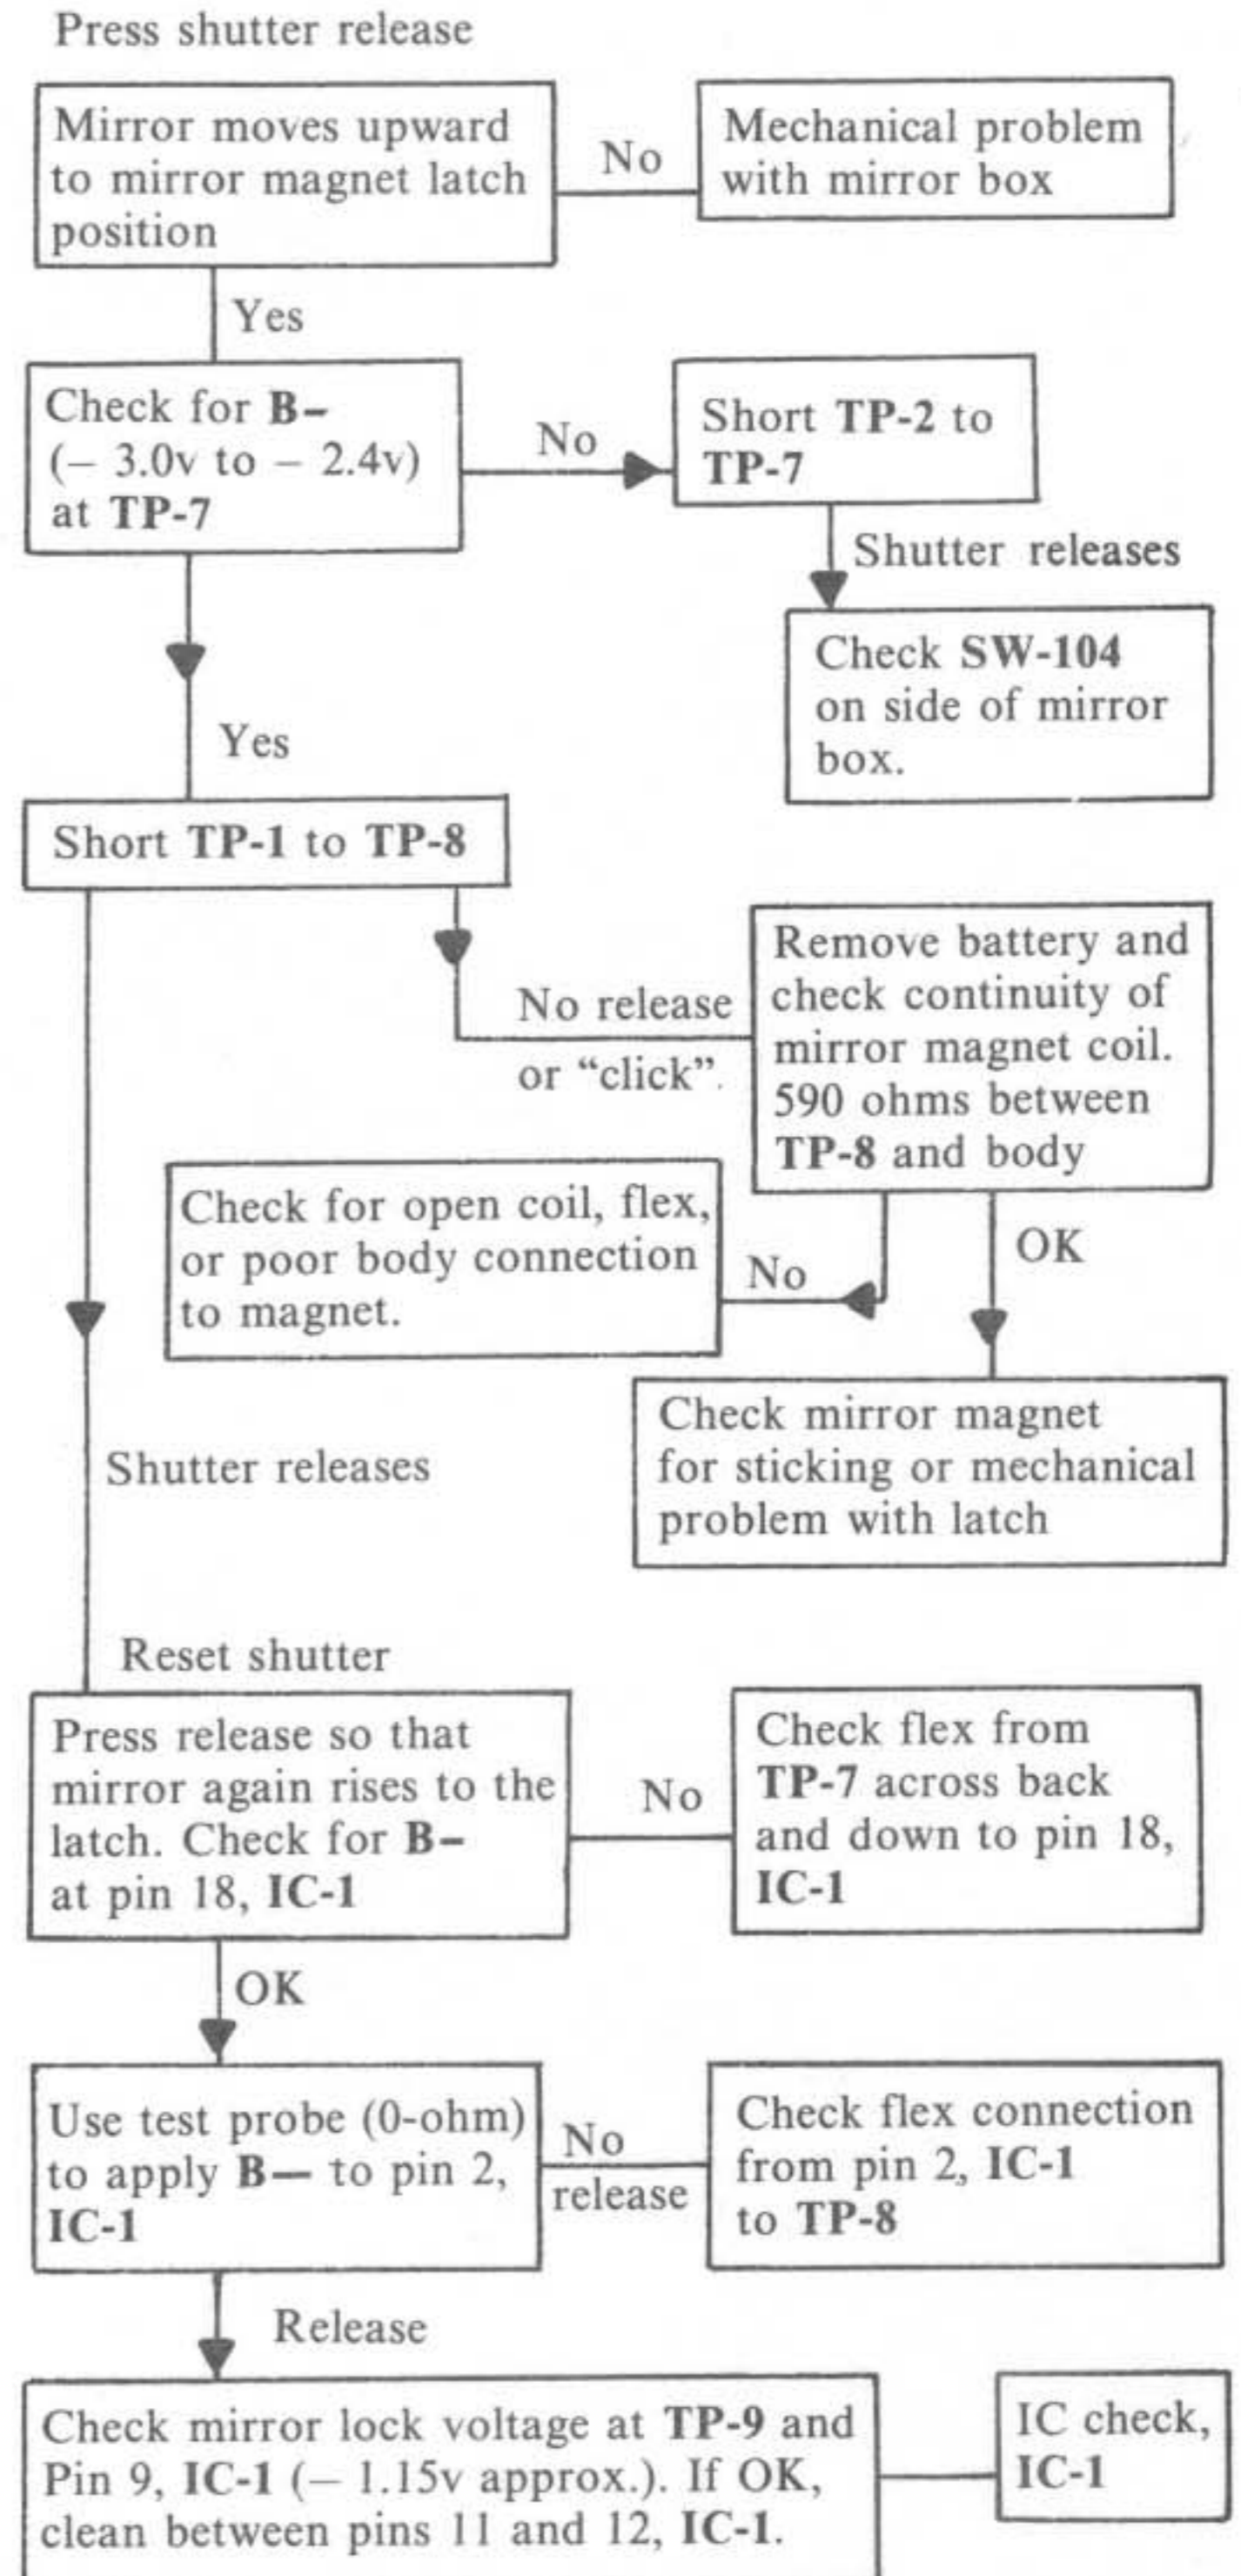 Press shutter release
Mirror moves upward
to mirror magnet latch
position
No
Mechanical problem
with mirror box
Yes
Check for B–
(– 3.0v to – 2.4v)
at TP-7
No
Short TP-2 to
TP-7
Shutter releases
Check SW-104
on side of mirror
box.
Yes
Short TP-1 to TP-8
No release
or “click”.
Remove battery and
check continuity of
mirror magnet coil.
590 ohms between
TP-8 and body
No
Check for open coil, flex,
or poor body connection
to magnet.
OK
Check mirror magnet
for sticking or mechanical
problem with latch
Shutter releases
Reset shutter
Press release so that
mirror again rises to the
latch. Check for B–
at pin 18, IC-1
No
Check flex from
TP-7 across back
and down to pin 18,
IC-1
OK
Use test probe (0-ohm)
to apply B— to pin 2,
IC-1
No
release
Check flex connection
from pin 2, IC-1
to TP-8
Release
Check mirror lock voltage at TP-9 and
Pin 9, IC-1 (– 1.15v approx.). If OK,
clean between pins 11 and 12, IC-1.
IC check,
IC-1